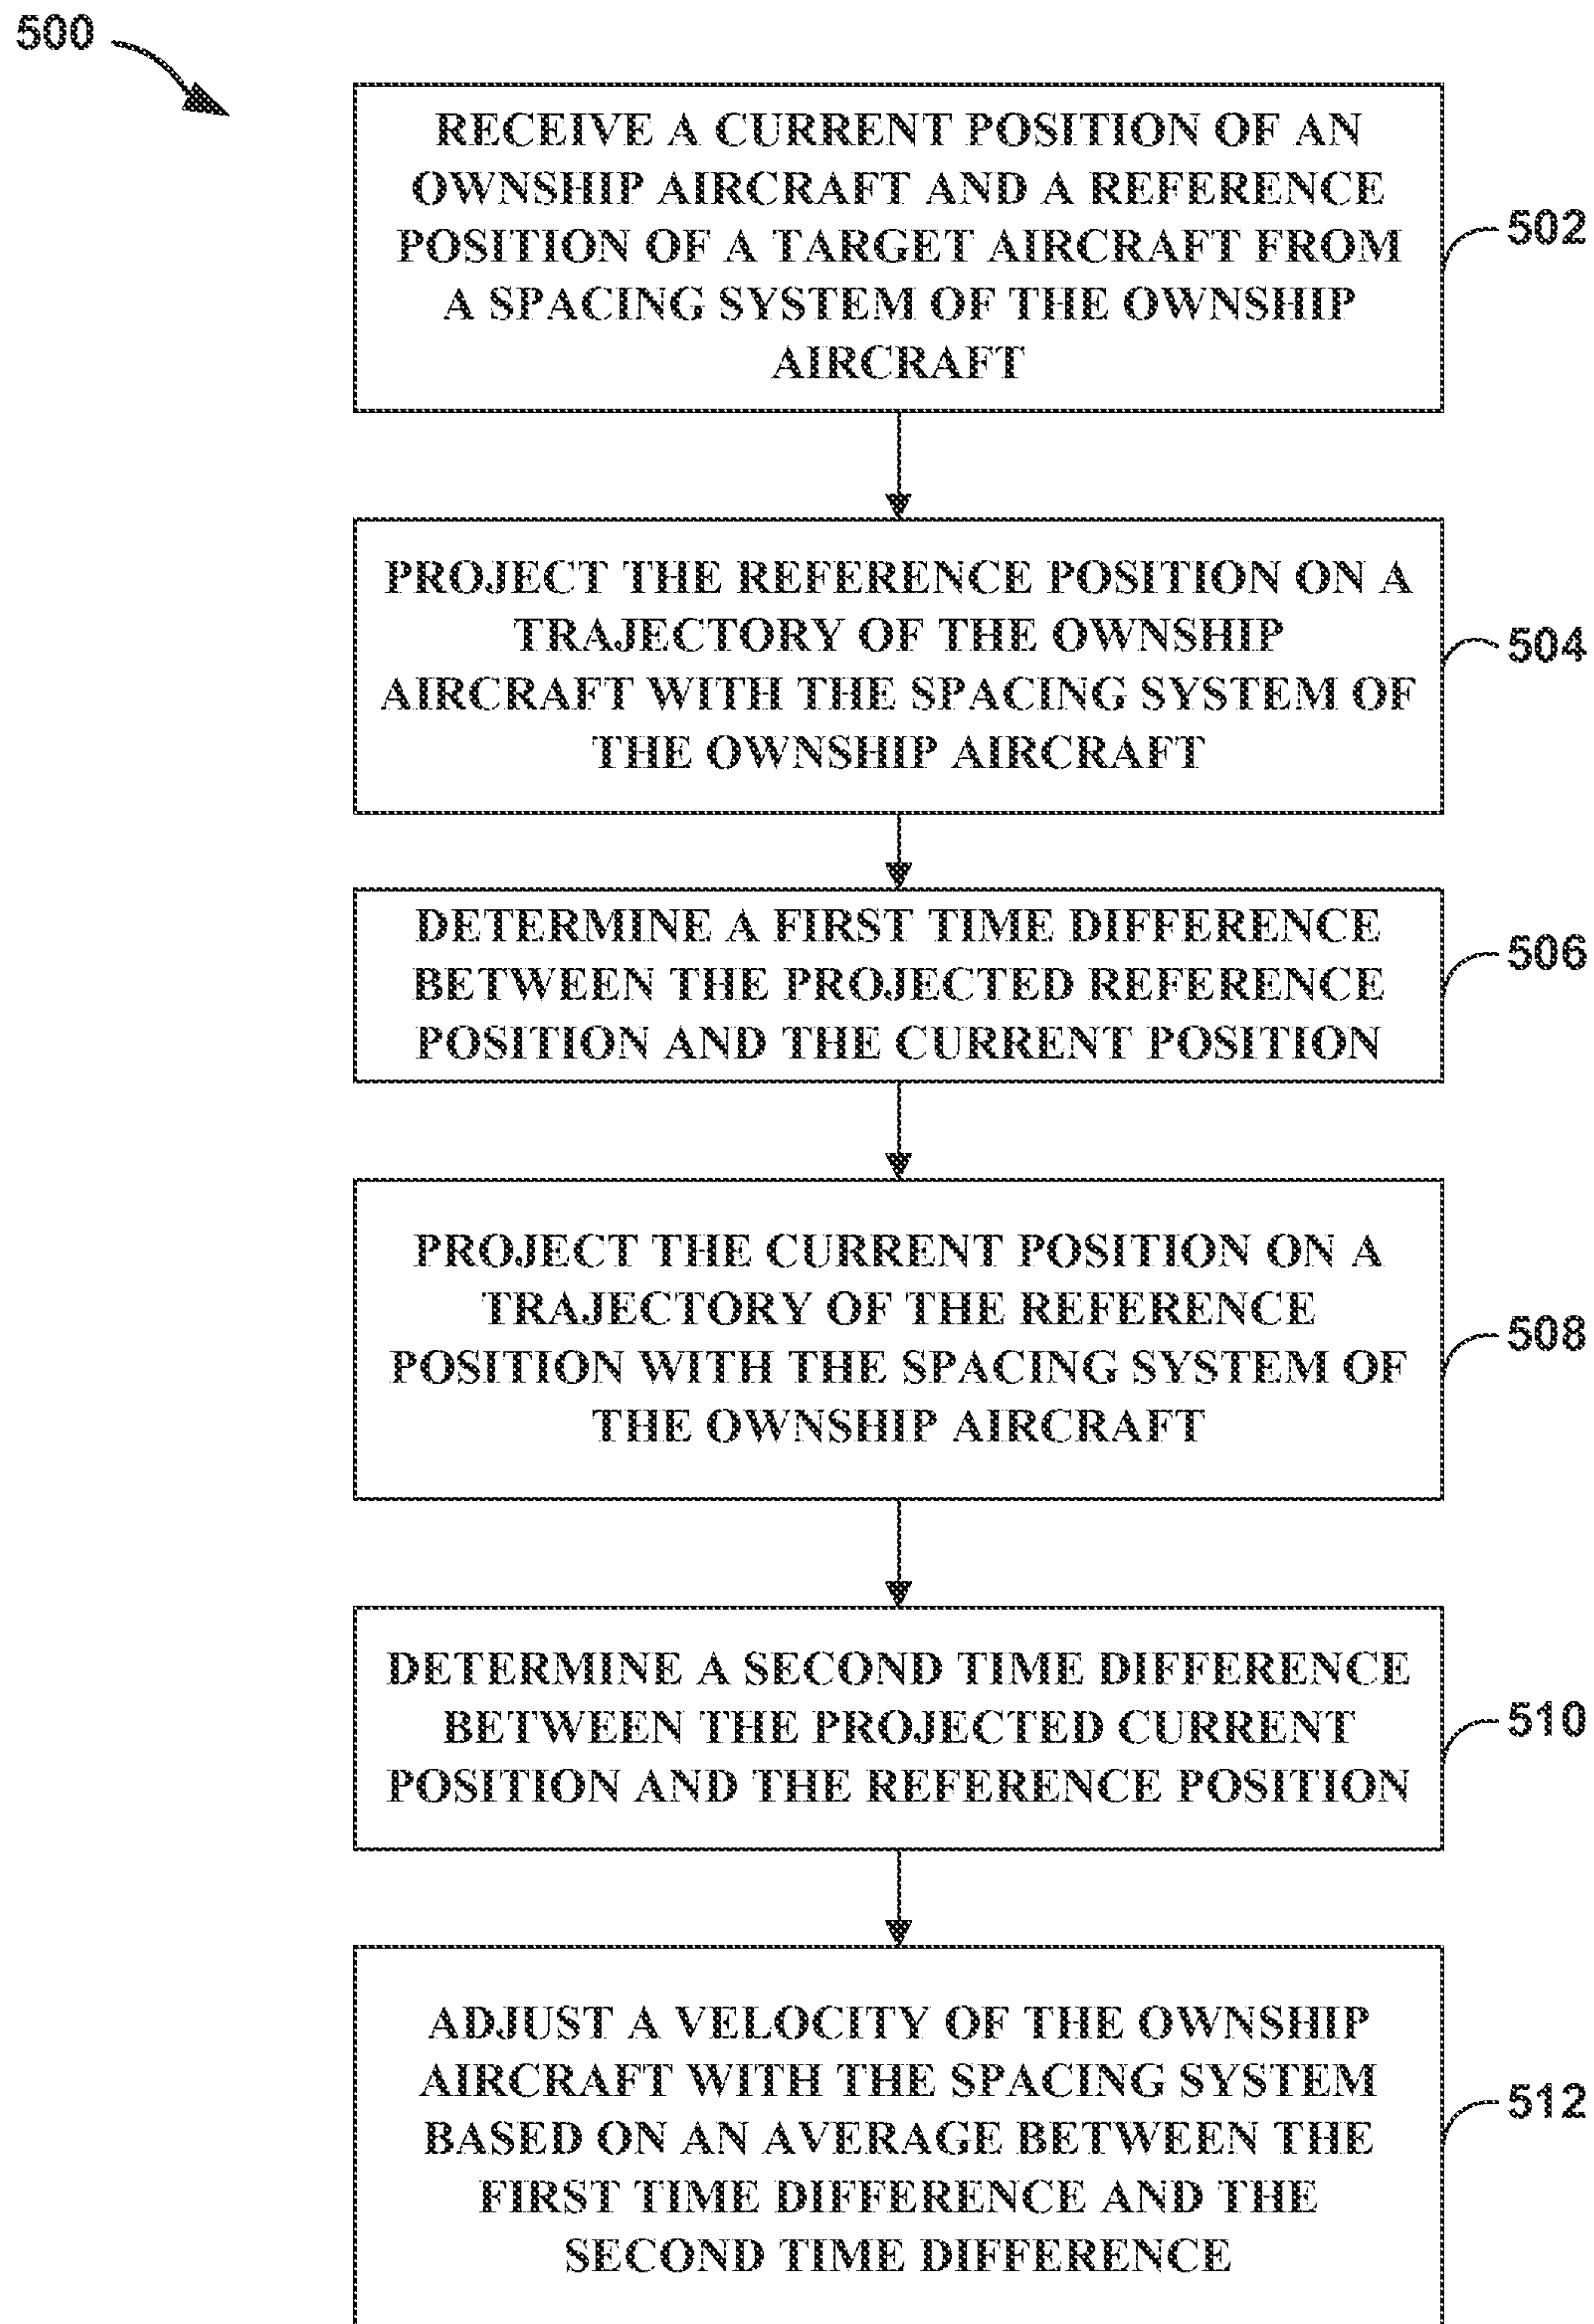 500
RECEIVE A CURRENT POSITION OF AN
OWNSHIP AIRCRAFT AND A REFERENCE
POSITION OF A TARGET AIRCRAFT FROM
A SPACING SYSTEM OF THE OWNSHIP
AIRCRAFT
502
PROJECT THE REFERENCE POSITION ON A
TRAJECTORY OF THE OWNSHIP
AIRCRAFT WITH THE SPACING SYSTEM OF
THE OWNSHIP AIRCRAFT
504
DETERMINE A FIRST TIME DIFFERENCE
BETWEEN THE PROJECTED REFERENCE
POSITION AND THE CURRENT POSITION
506
PROJECT THE CURRENT POSITION ON A
TRAJECTORY OF THE REFERENCE
POSITION WITH THE SPACING SYSTEM OF
THE OWNSHIP AIRCRAFT
508
DETERMINE A SECOND TIME DIFFERENCE
BETWEEN THE PROJECTED CURRENT
POSITION AND THE REFERENCE POSITION
510
ADJUST A VELOCITY OF THE OWNSHIP
AIRCRAFT WITH THE SPACING SYSTEM
BASED ON AN AVERAGE BETWEEN THE
FIRST TIME DIFFERENCE AND THE
SECOND TIME DIFFERENCE
512